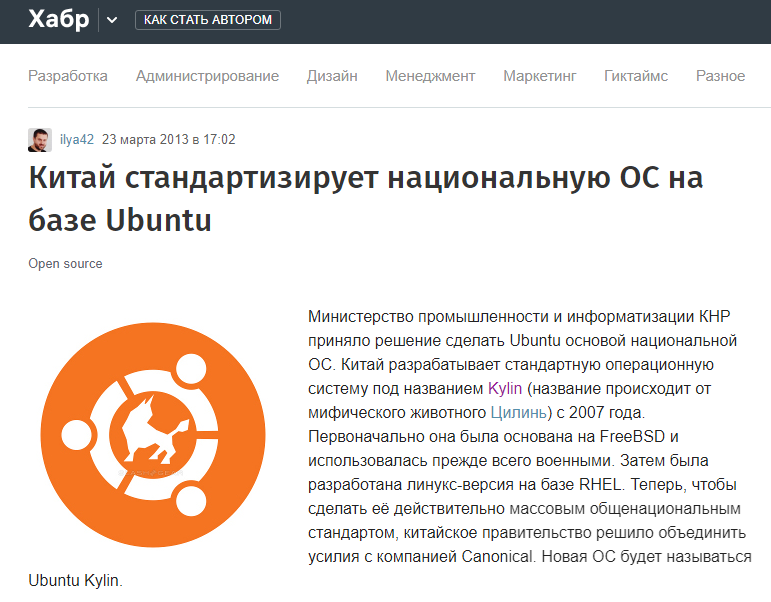 Хабр
КАК СТАТЬ АВТОРОМ
Разработка Администрирование Дизайн Менеджмент Маркетинг Гиктаймс Разное
ilya42 23 марта 2013 в 17:02
Китай стандартизирует национальную ОС на
базе Ubuntu
Open source
Министерство промышленности и информатизации КНР
приняло решение сделать Ubuntu основой национальной
ОС. Китай разрабатывает стандартную операционную
систему под названием Kylin (название происходит от
мифического животного Цилинь) с 2007 года.
Первоначально она была основана на FreeBSD и
использовалась прежде всего военными. Затем была
разработана линукс-версия на базе RHEL. Теперь, чтобы
сделать её действительно массовым общенациональным
стандартом, китайское правительство решило объединить
усилия с компанией Canonical. Новая ОС будет называться
Ubuntu Kylin.